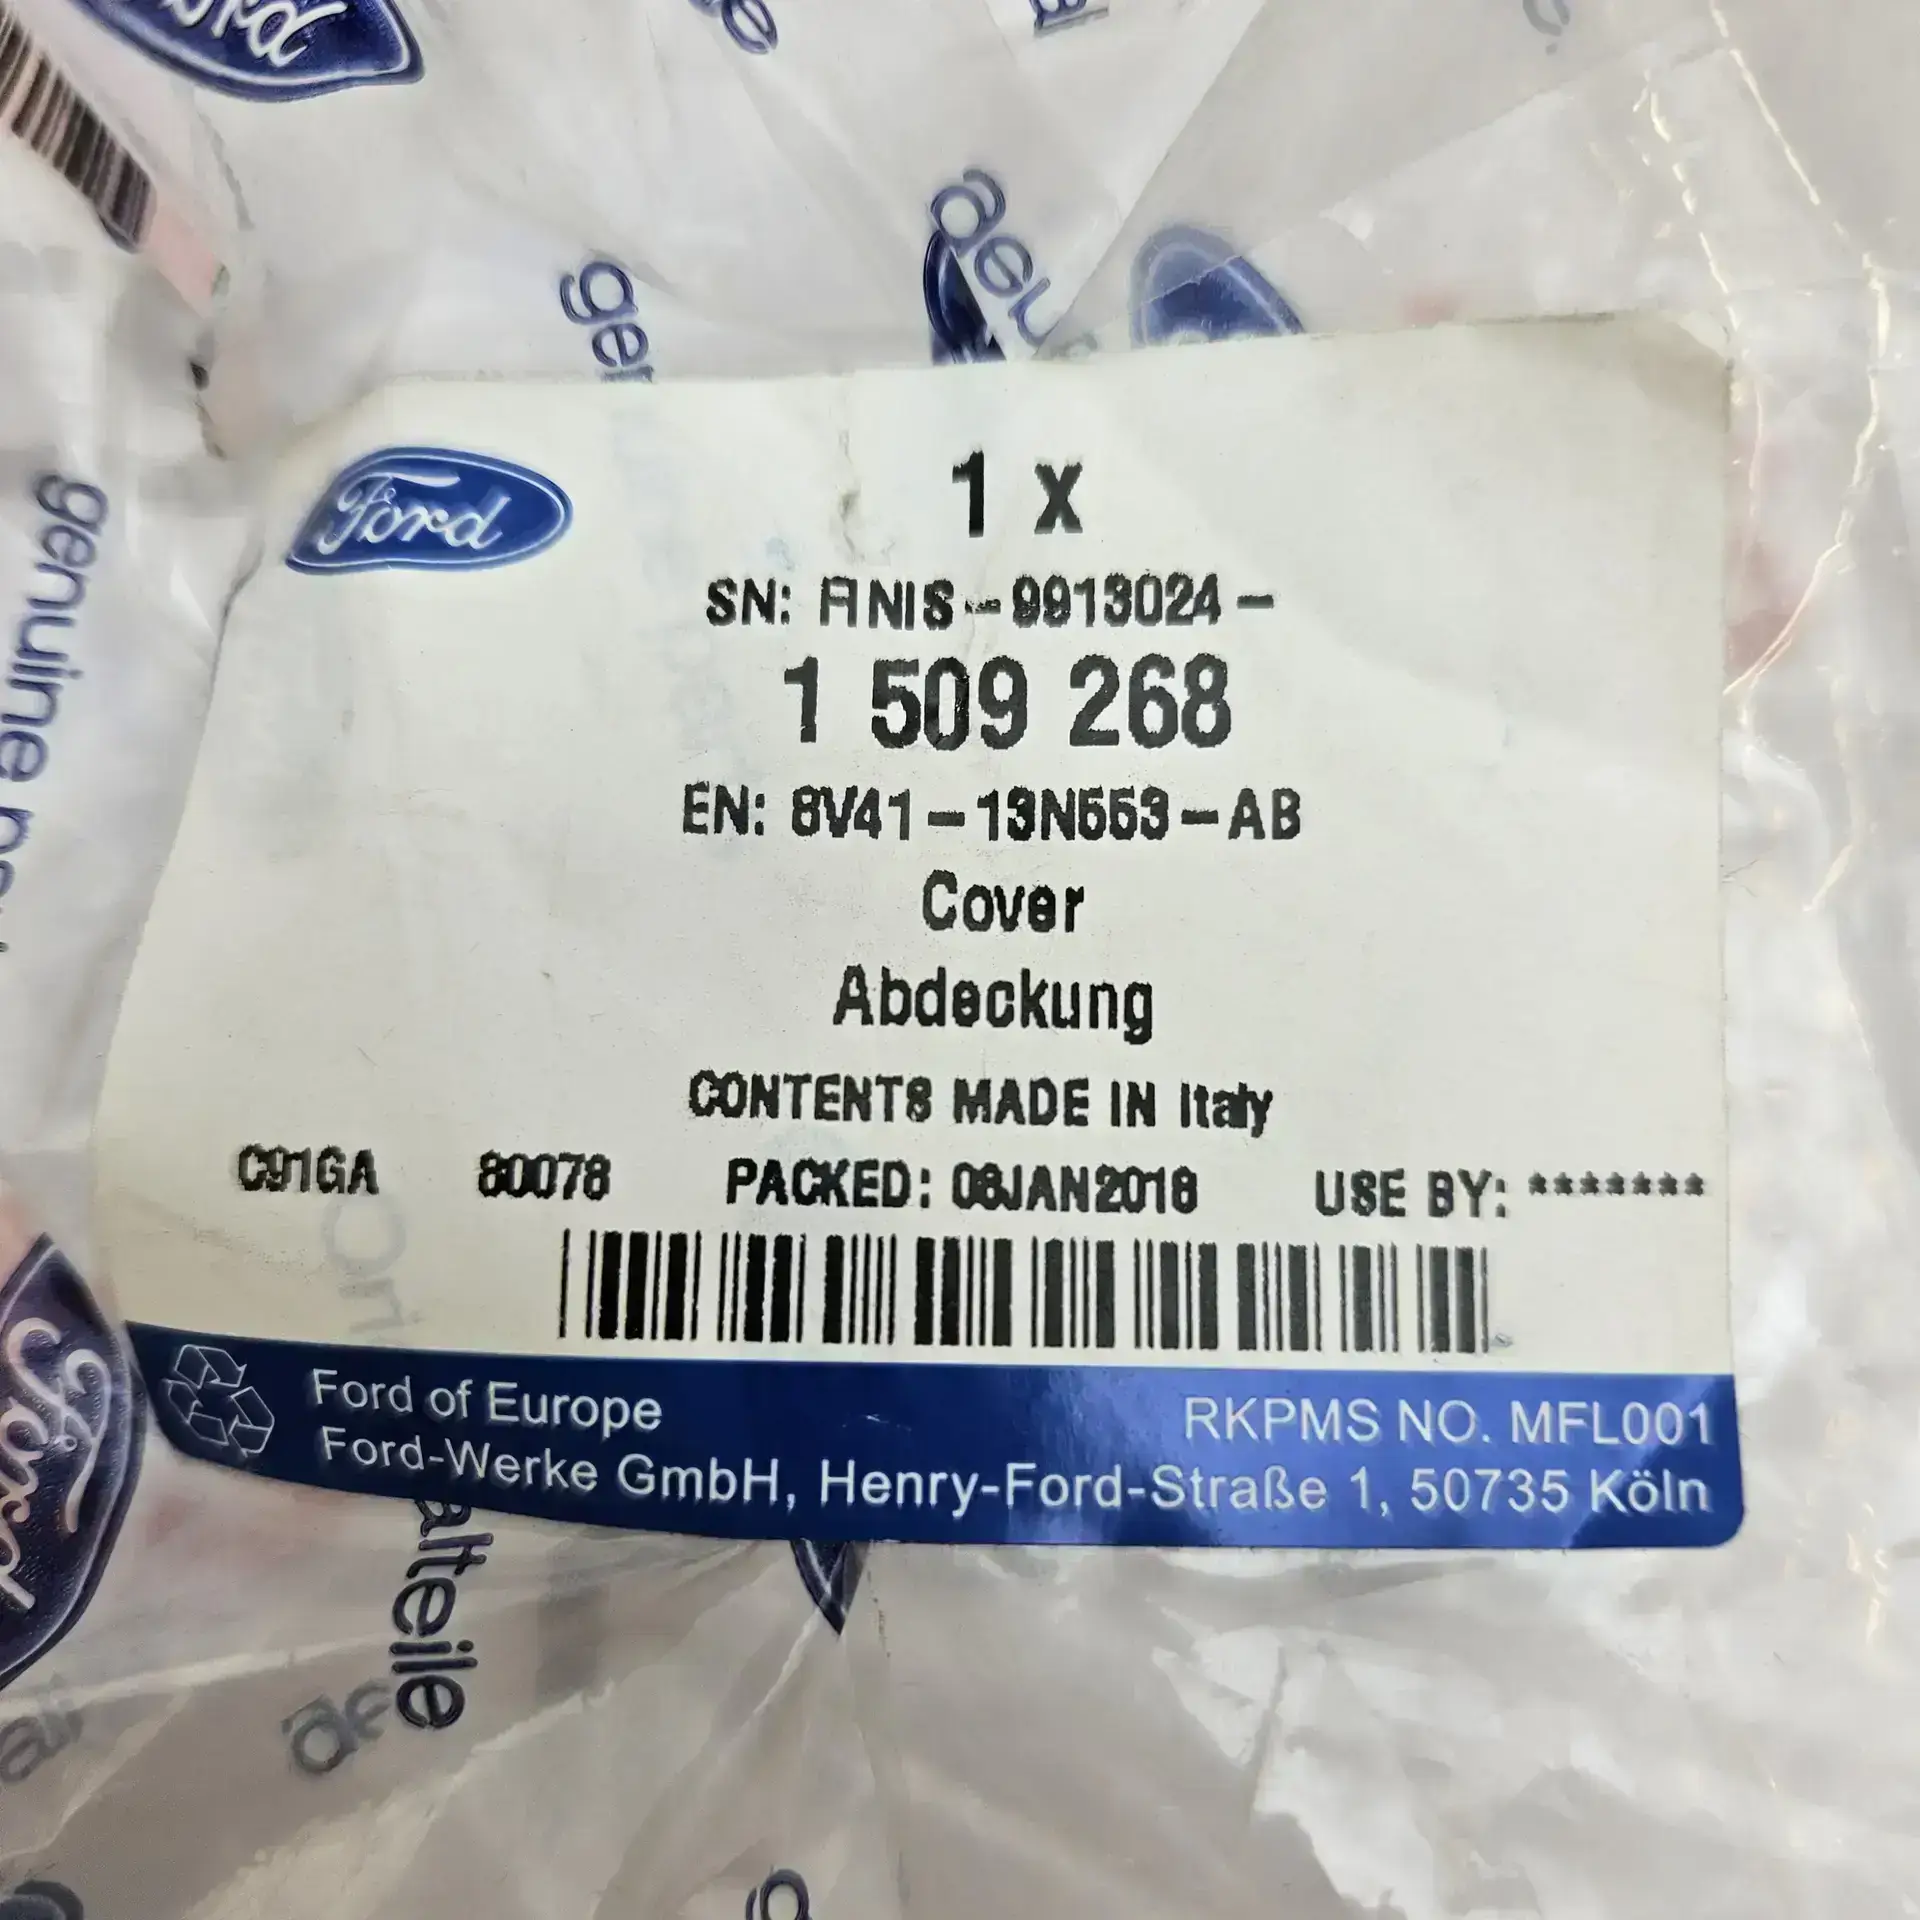 Ford
genuine
Ford
1 X
SN: FINIS-9913024-
1 509 268
EN: 8V41-13N553-AB
Cover
Abdeckung
CONTENTS MADE IN Italy
C91GA 80078 PACKED: 08JAN2018 USE BY: *******
Ford of Europe RKPMS NO. MFL001
Ford-Werke GmbH, Henry-Ford-Straße 1, 50735 Köln
Ford